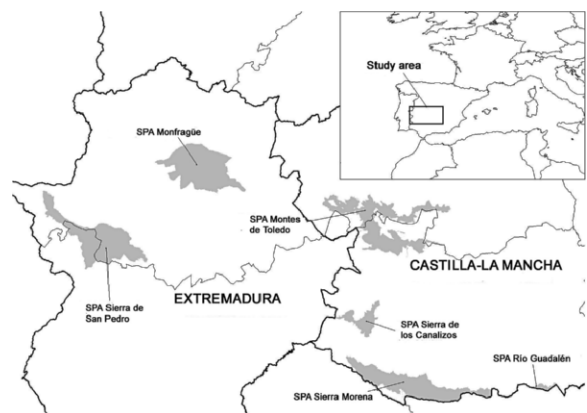 Study area
SPA Monfragüe
SPA Montes
de Toledo
CASTILLA-LA MANCHA
EXTREMADURA
SPA Sierra de
San Pedro
SPA Sierra de
los Canalizos
SPA Río Guadalén
SPA Sierra Morena